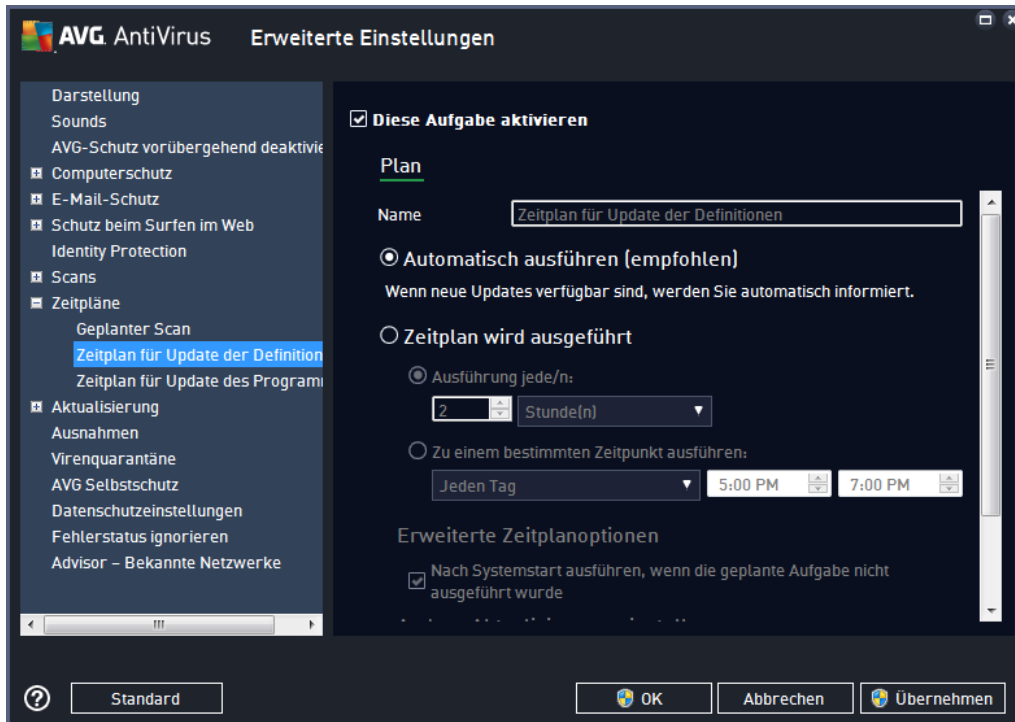 AVG AntiVirus Erweiterte Einstellungen
Darstellung
Sounds
AVG-Schutz vorübergehend deaktivie
Computerschutz
E-Mail-Schutz
Schutz beim Surfen im Web
Identity Protection
Scans
Zeitpläne
Geplanter Scan
Zeitplan für Update der Definition
Zeitplan für Update des Program
Aktualisierung
Ausnahmen
Virenquarantäne
AVG Selbstschutz
Datenschutzeinstellungen
Fehlerstatus ignorieren
Advisor – Bekannte Netzwerke
Diese Aufgabe aktivieren
Plan
Name Zeitplan für Update der Definitionen
Automatisch ausführen (empfohlen)
Wenn neue Updates verfügbar sind, werden Sie automatisch informiert.
Zeitplan wird ausgeführt
Ausführung jede/n:
2 Stunde(n)
Zu einem bestimmten Zeitpunkt ausführen:
Jeden Tag 5:00 PM 7:00 PM
Erweiterte Zeitplanoptionen
Nach Systemstart ausführen, wenn die geplante Aufgabe nicht
ausgeführt wurde
Standard OK Abbrechen Übernehmen